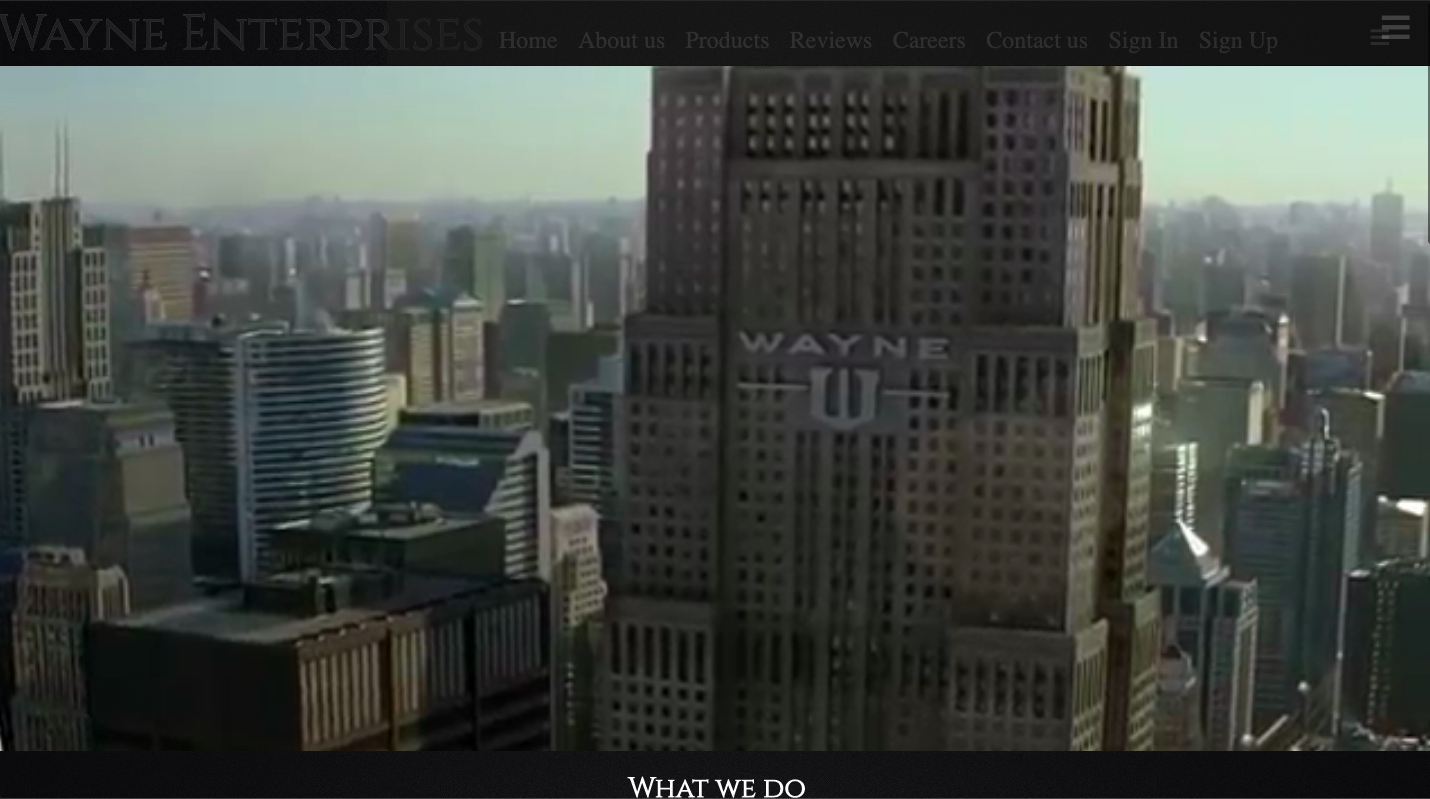 Wayne Enterprises Home About us Products Reviews Careers Contact us Sign In Sign Up
WAYNE
W
What we do